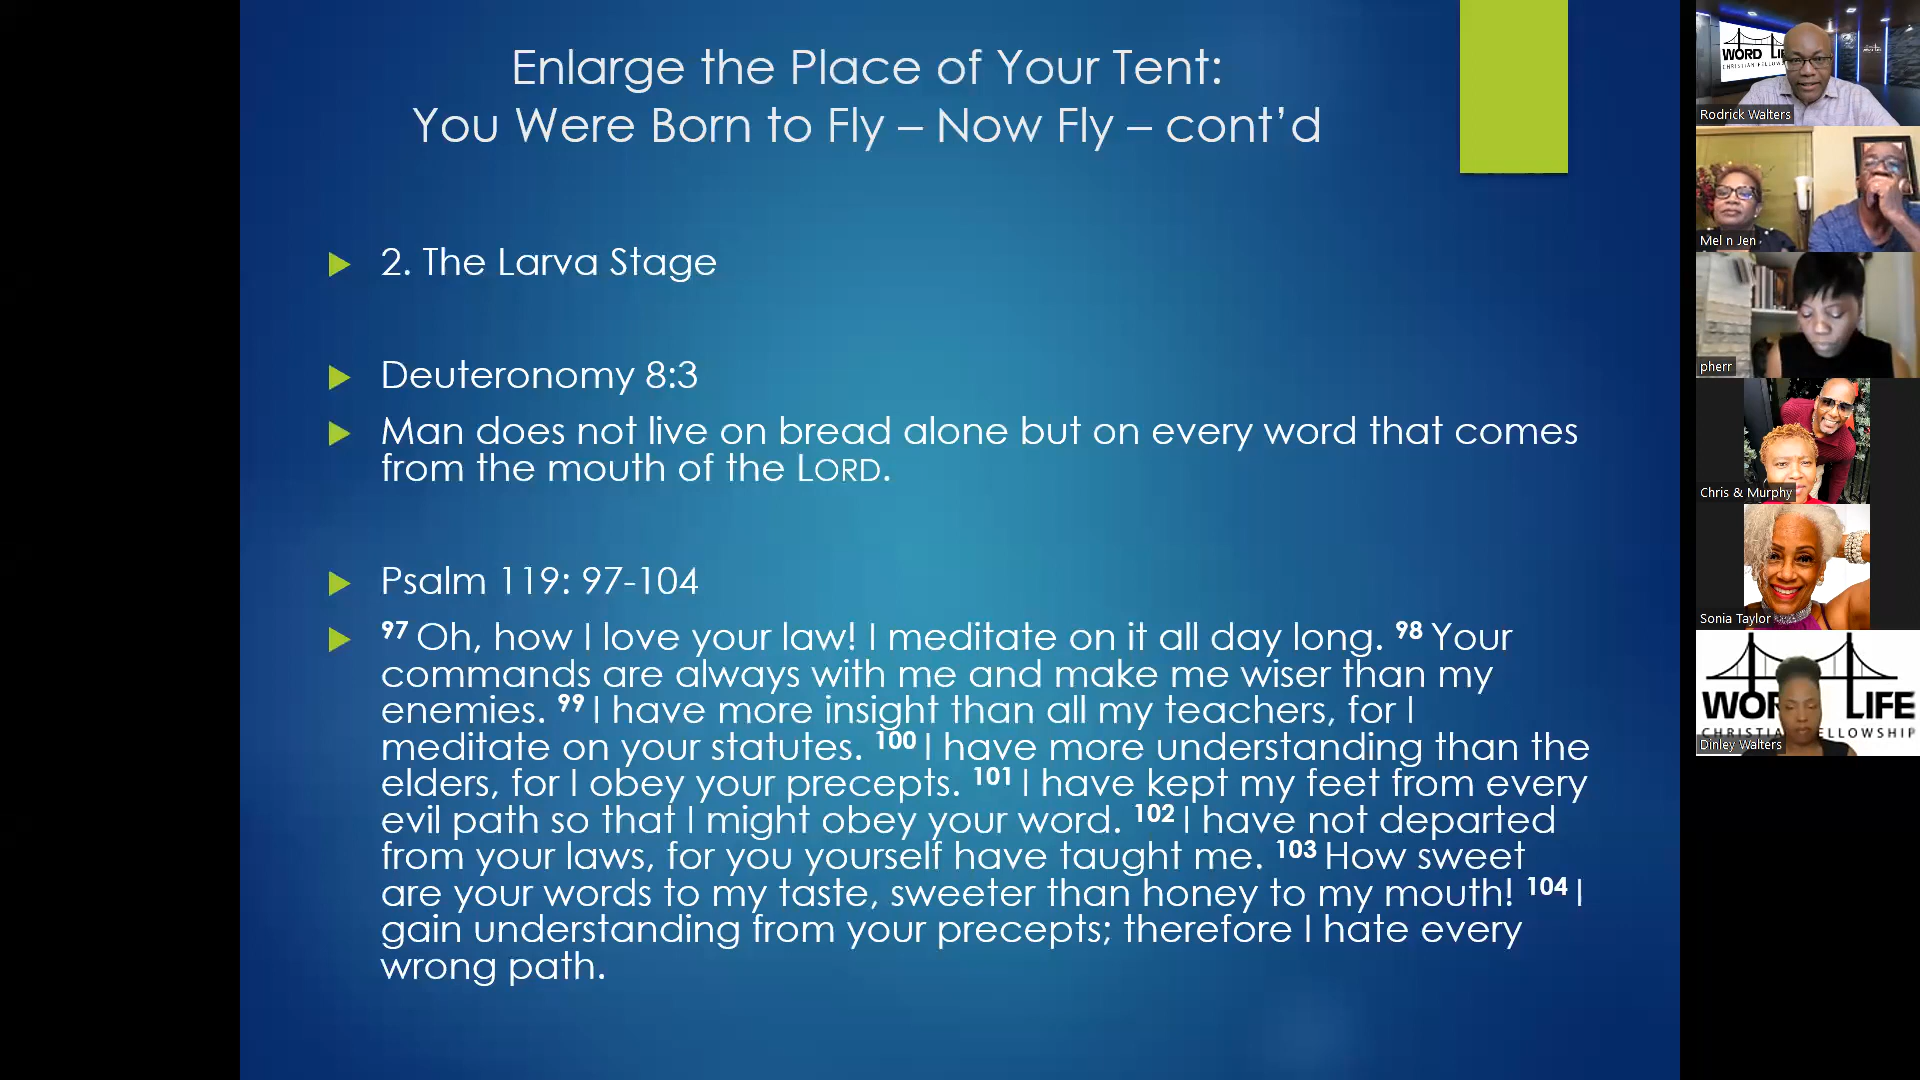 Enlarge the Place of Your Tent:
You Were Born to Fly – Now Fly – cont’d
2. The Larva Stage
Deuteronomy 8:3
Man does not live on bread alone but on every word that comes
from the mouth of the LORD.
Psalm 119: 97-104
97 Oh, how I love your law! I meditate on it all day long. 98 Your
commands are always with me and make me wiser than my
enemies. 99 I have more insight than all my teachers, for I
meditate on your statutes. 100 I have more understanding than the
elders, for I obey your precepts. 101 I have kept my feet from every
evil path so that I might obey your word. 102 I have not departed
from your laws, for you yourself have taught me. 103 How sweet
are your words to my taste, sweeter than honey to my mouth! 104 I
gain understanding from your precepts; therefore I hate every
wrong path.
WORD LI
CHRISTIAN FELLOWS
Rodrick Walters
Mel n Jen
pherr
Chris & Murphy
Sonia Taylor
WOR LIFE
CHRISTIA FELLOWSHIP
Dinley Walters